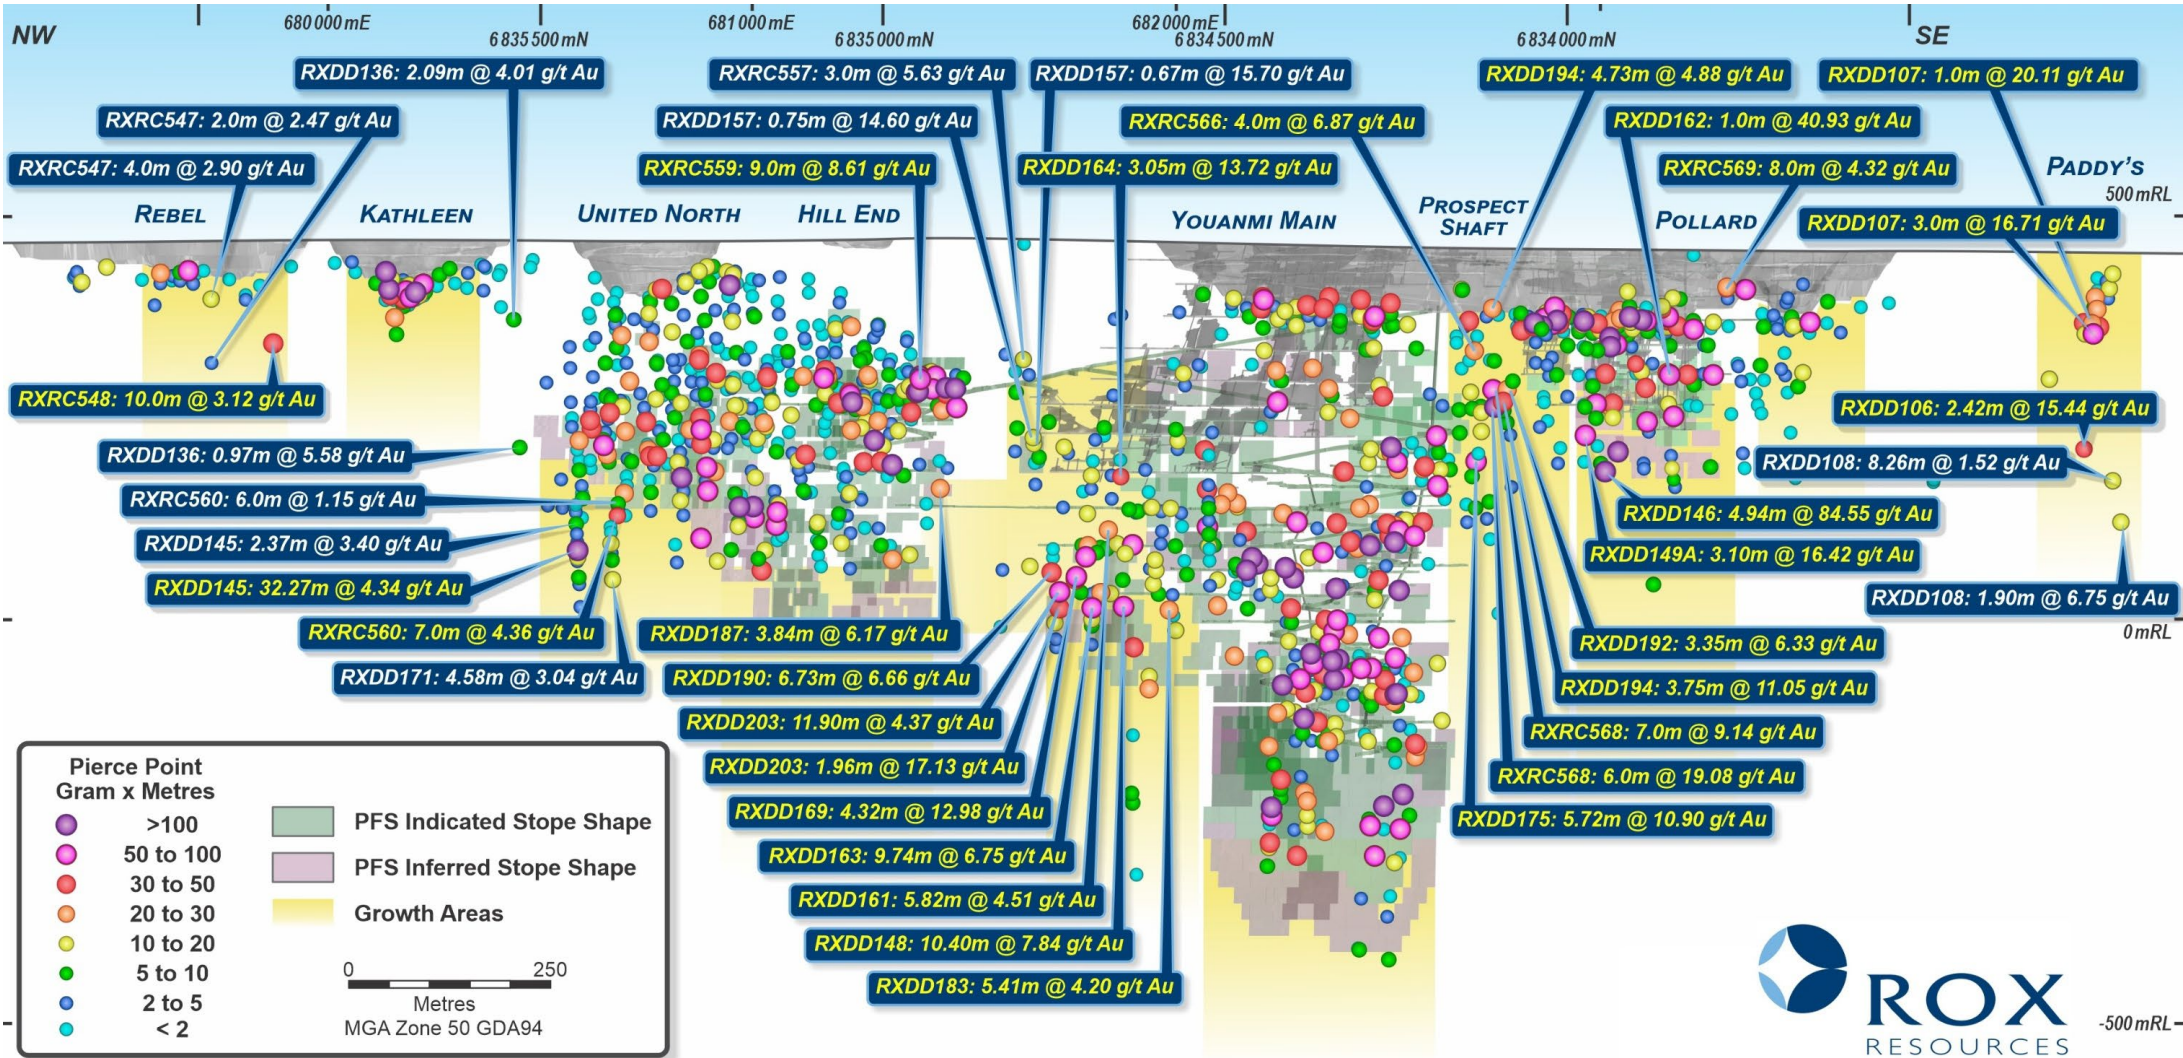 680 000 mE
681 000 mE
682 000 mE
NW
6 835 500 mN
6 835 000 mN
6 834 500 mN
6 834 000 mN
SE
RXDD136: 2.09m @ 4.01 g/t Au
RXRC557: 3.0m @ 5.63 g/t Au
RXDD157: 0.67m @ 15.70 g/t Au
RXDD194: 4.73m @ 4.88 g/t Au
RXDD107: 1.0m @ 20.11 g/t Au
RXRC547: 2.0m @ 2.47 g/t Au
RXDD157: 0.75m @ 14.60 g/t Au
RXRC566: 4.0m @ 6.87 g/t Au
RXDD162: 1.0m @ 40.93 g/t Au
RXRC547: 4.0m @ 2.90 g/t Au
RXRC559: 9.0m @ 8.61 g/t Au
RXDD164: 3.05m @ 13.72 g/t Au
RXRC569: 8.0m @ 4.32 g/t Au
PADDY'S
500 mRL
REBEL
KATHLEEN
UNITED NORTH
HILL END
YOUANMI MAIN
PROSPECT
SHAFT
POLLARD
RXDD107: 3.0m @ 16.71 g/t Au
RXRC548: 10.0m @ 3.12 g/t Au
RXDD106: 2.42m @ 15.44 g/t Au
RXDD136: 0.97m @ 5.58 g/t Au
RXDD108: 8.26m @ 1.52 g/t Au
RXRC560: 6.0m @ 1.15 g/t Au
RXDD146: 4.94m @ 84.55 g/t Au
RXDD145: 2.37m @ 3.40 g/t Au
RXDD149A: 3.10m @ 16.42 g/t Au
RXDD145: 32.27m @ 4.34 g/t Au
RXDD108: 1.90m @ 6.75 g/t Au
RXRC560: 7.0m @ 4.36 g/t Au
RXDD187: 3.84m @ 6.17 g/t Au
RXDD192: 3.35m @ 6.33 g/t Au
0 mRL
RXDD171: 4.58m @ 3.04 g/t Au
RXDD190: 6.73m @ 6.66 g/t Au
RXDD194: 3.75m @ 11.05 g/t Au
RXDD203: 11.90m @ 4.37 g/t Au
RXRC568: 7.0m @ 9.14 g/t Au
RXDD203: 1.96m @ 17.13 g/t Au
RXRC568: 6.0m @ 19.08 g/t Au
RXDD169: 4.32m @ 12.98 g/t Au
RXDD175: 5.72m @ 10.90 g/t Au
RXDD163: 9.74m @ 6.75 g/t Au
RXDD161: 5.82m @ 4.51 g/t Au
RXDD148: 10.40m @ 7.84 g/t Au
RXDD183: 5.41m @ 4.20 g/t Au
Pierce Point
Gram x Metres
>100
50 to 100
30 to 50
20 to 30
10 to 20
5 to 10
2 to 5
< 2
PFS Indicated Stope Shape
PFS Inferred Stope Shape
Growth Areas
0 250
Metres
MGA Zone 50 GDA94
ROX
RESOURCES
-500 mRL